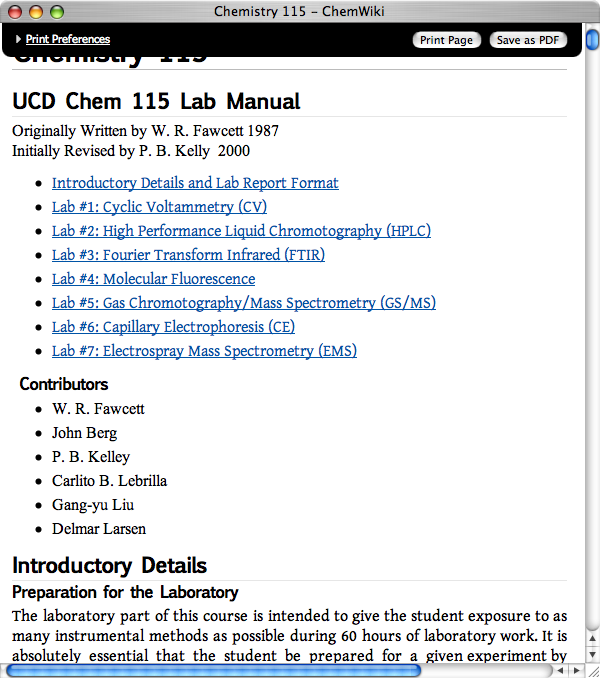 Chemistry 115 – ChemWiki
Print Preferences
Print Page
Save as PDF
Chemistry 115
UCD Chem 115 Lab Manual
Originally Written by W. R. Fawcett 1987
Initially Revised by P. B. Kelly 2000
Introductory Details and Lab Report Format
Lab #1: Cyclic Voltammetry (CV)
Lab #2: High Performance Liquid Chromotography (HPLC)
Lab #3: Fourier Transform Infrared (FTIR)
Lab #4: Molecular Fluorescence
Lab #5: Gas Chromotography/Mass Spectrometry (GS/MS)
Lab #6: Capillary Electrophoresis (CE)
Lab #7: Electrospray Mass Spectrometry (EMS)
Contributors
W. R. Fawcett
John Berg
P. B. Kelley
Carlito B. Lebrilla
Gang-yu Liu
Delmar Larsen
Introductory Details
Preparation for the Laboratory
The laboratory part of this course is intended to give the student exposure to as
many instrumental methods as possible during 60 hours of laboratory work. It is
absolutely essential that the student be prepared for a given experiment by